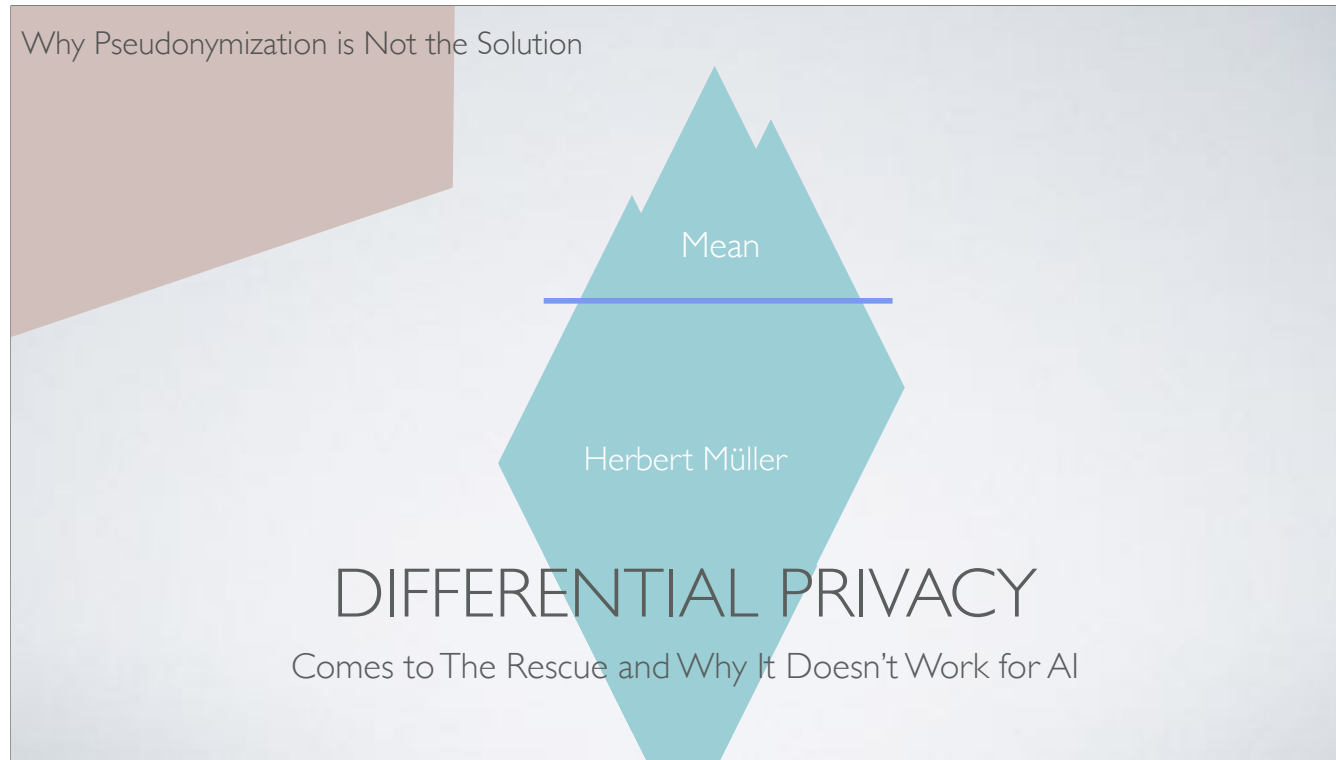 Why Pseudonymization is Not the Solution
Mean
Herbert Müller
DIFFERENTIAL PRIVACY
Comes to The Rescue and Why It Doesn’t Work for AI